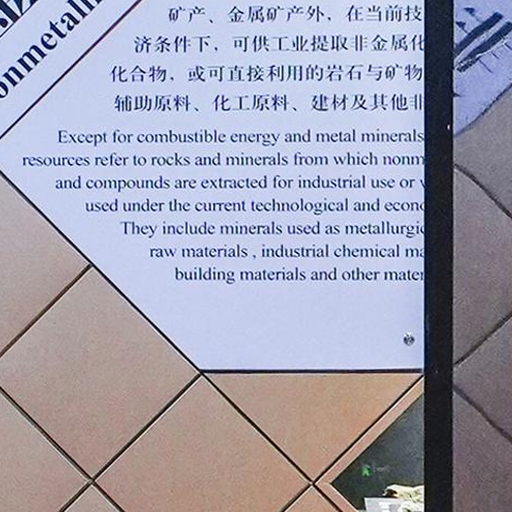 矿产、金属矿产外，在当前技
济条件下，可供工业提取非金属化
化合物，或可直接利用的岩石与矿物
辅助原料、化工原料、建材及其他非
Except for combustible energy and metal minerals
resources refer to rocks and minerals from which nonm
and compounds are extracted for industrial use or
used under the current technological and econo
They include minerals used as metallurgic
raw materials , industrial chemical ma
building materials and other mater
onmetalli